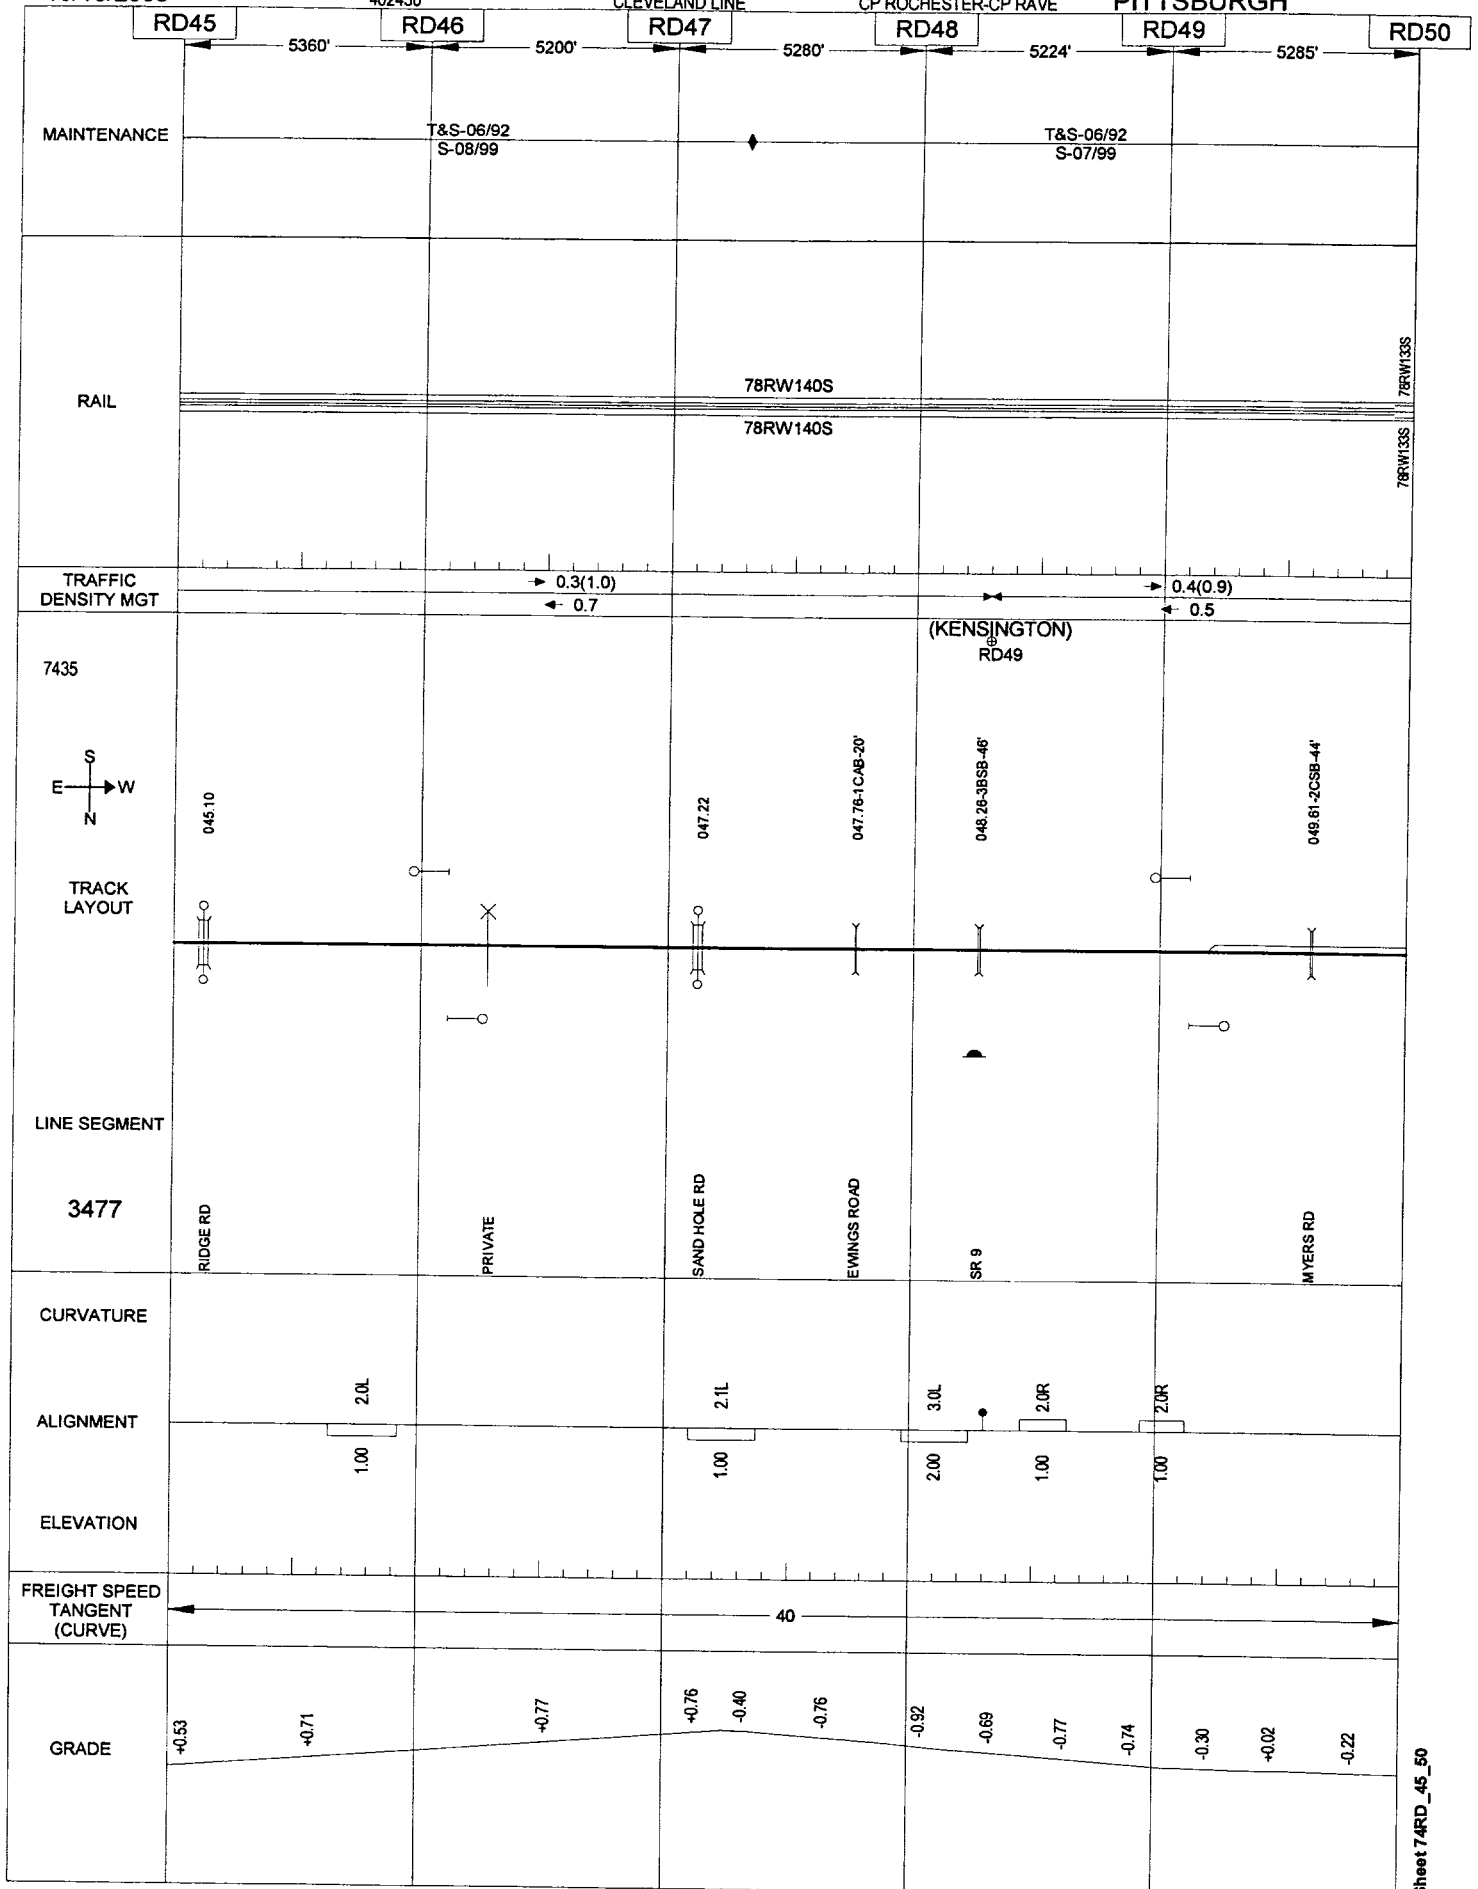 CLEVELAND LINE CP ROCHESTER-CP RAVE PITTSBURGH
RD45 RD46 RD47 RD48 RD49 RD50
5360' 5200' 5280' 5224' 5285'
MAINTENANCE
T&S-06/92
S-08/99
T&S-06/92
S-07/99
RAIL
78RW140S
78RW140S
78RW133S
78RW133S
TRAFFIC
DENSITY MGT
0.3(1.0)
0.7
0.4(0.9)
0.5
7435
(KENSINGTON)
RD49
S
E W
N
045.10
047.22
047.76-1CAB-20'
048.26-3BSB-46'
049.61-2CSB-44'
TRACK
LAYOUT
LINE SEGMENT
3477
RIDGE RD
PRIVATE
SAND HOLE RD
EWINGS ROAD
SR 9
MYERS RD
CURVATURE
2.0L 2.1L 3.0L 2.0R 2.0R
ALIGNMENT
1.00 1.00 2.00 1.00 1.00
ELEVATION
FREIGHT SPEED
TANGENT
(CURVE)
40
GRADE
+0.53 +0.71 +0.77 +0.76 -0.40 -0.76 -0.92 -0.69 -0.77 -0.74 -0.30 +0.02 -0.22
Sheet 74RD_45_50